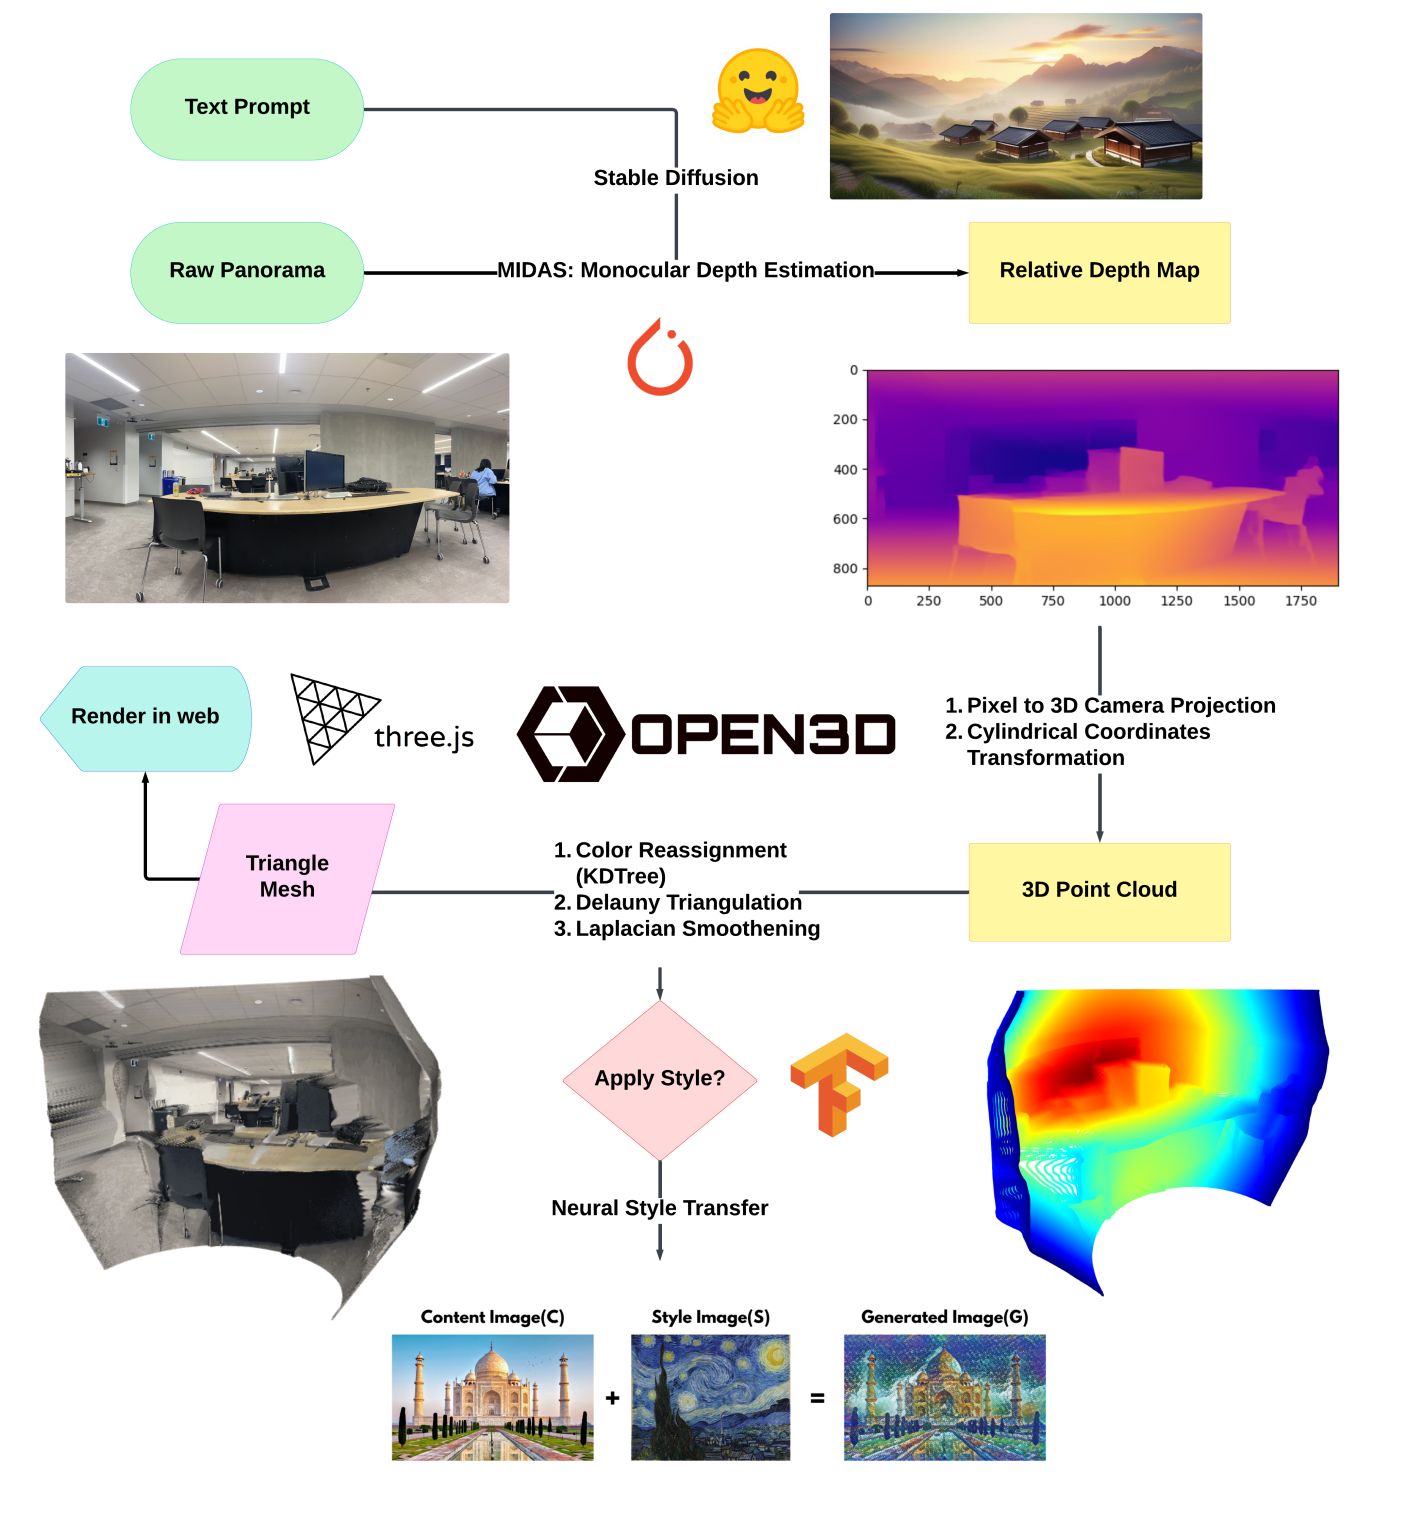 Text Prompt
Stable Diffusion
Raw Panorama
MIDAS: Monocular Depth Estimation
Relative Depth Map
0
200
400
600
800
0 250 500 750 1000 1250 1500 1750
Render in web
three.js
OPEN3D
1. Pixel to 3D Camera Projection
2. Cylindrical Coordinates
Transformation
Triangle
Mesh
1. Color Reassignment
(KDTree)
2. Delauny Triangulation
3. Laplacian Smoothening
3D Point Cloud
Apply Style?
Neural Style Transfer
Content Image(C)
Style Image(S)
Generated Image(G)
+
=